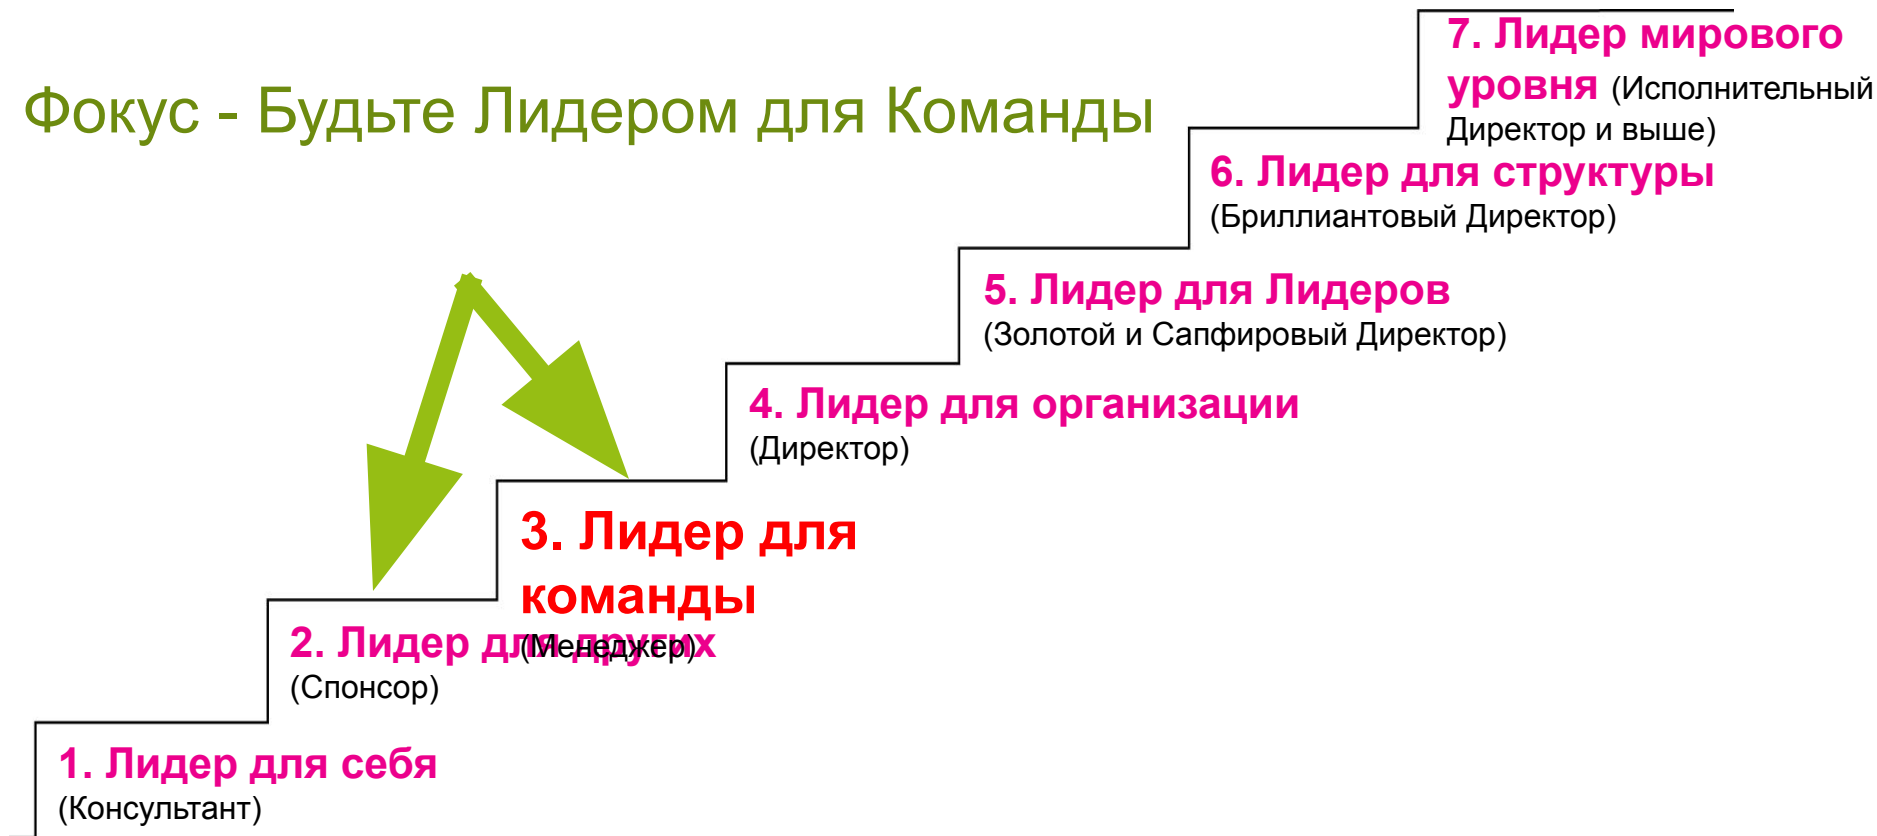 Фокус - Будьте Лидером для Команды
7. Лидер мирового
уровня (Исполнительный
Директор и выше)
6. Лидер для структуры
(Бриллиантовый Директор)
5. Лидер для Лидеров
(Золотой и Сапфировый Директор)
4. Лидер для организации
(Директор)
3. Лидер для
команды
(Менеджер)
2. Лидер для других
(Спонсор)
1. Лидер для себя
(Консультант)